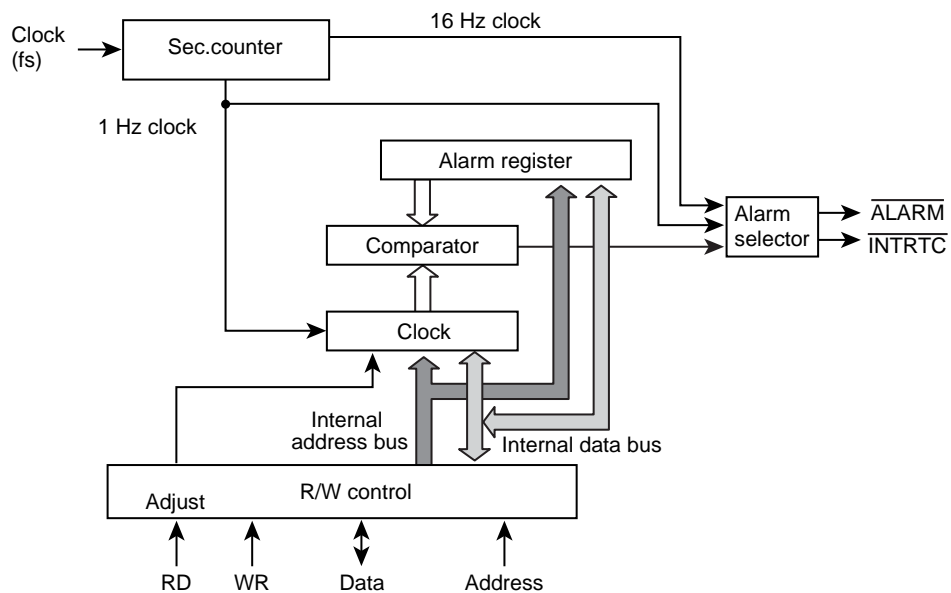 16 Hz clock
Clock
(fs)
Sec.counter
1 Hz clock
Alarm register
Alarm
selector
ALARM
INTRTC
Comparator
Clock
Internal
address bus
Internal data bus
R/W control
Adjust
RD
WR
Data
Address